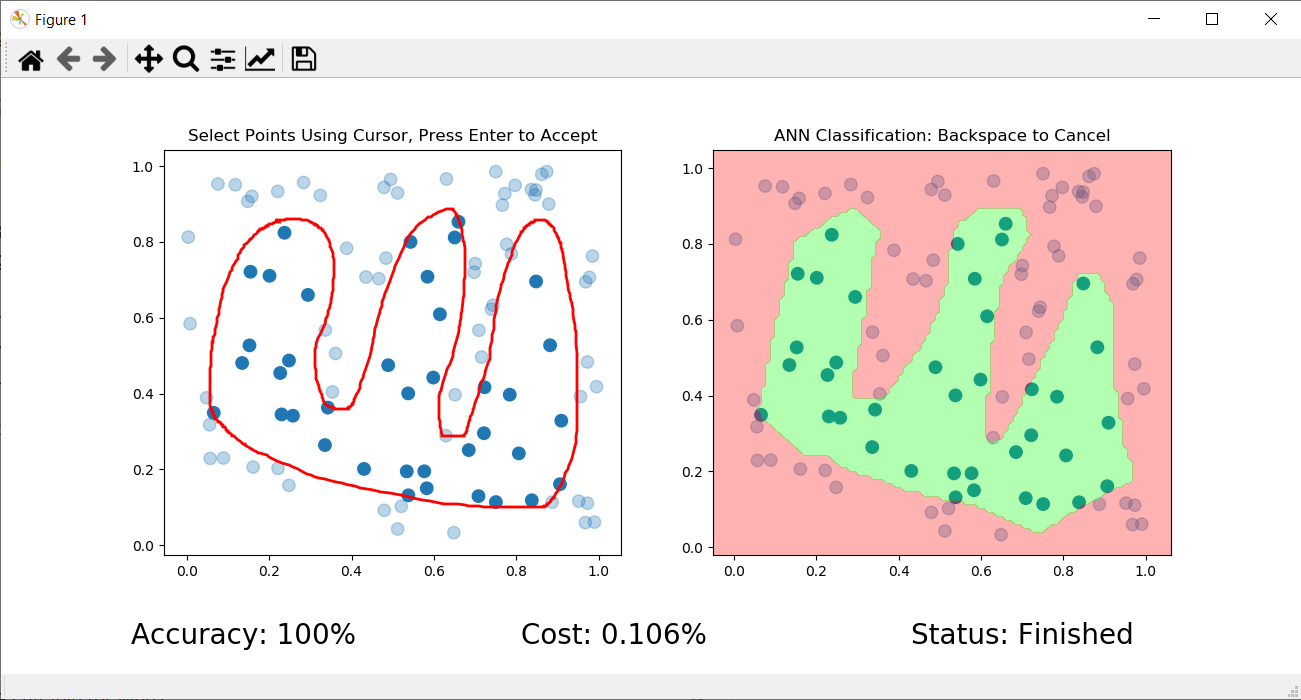 Figure 1
Select Points Using Cursor, Press Enter to Accept
1.0
0.8
0.6
0.4
0.2
0.0
0.0 0.2 0.4 0.6 0.8 1.0
ANN Classification: Backspace to Cancel
1.0
0.8
0.6
0.4
0.2
0.0
0.0 0.2 0.4 0.6 0.8 1.0
Accuracy: 100% Cost: 0.106% Status: Finished